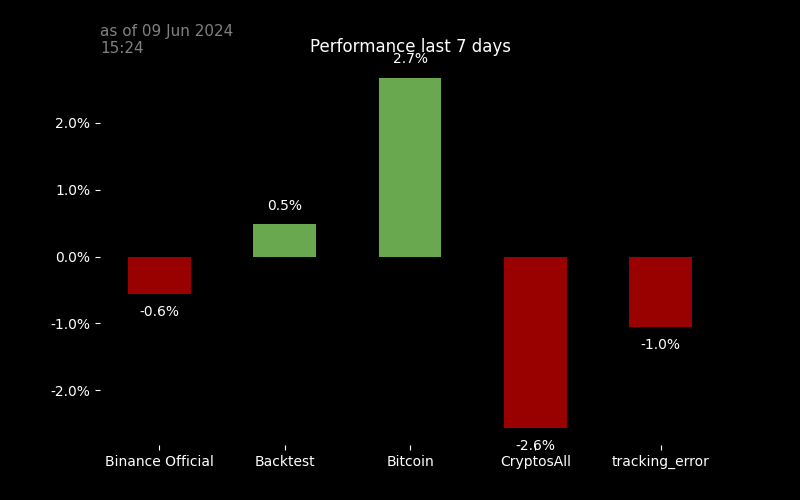 as of 09 Jun 2024
15:24
Performance last 7 days
2.7%
2.0%
1.0%
0.5%
0.0%
-0.6%
-1.0%
-1.0%
-2.0%
-2.6%
Binance Official
Backtest
Bitcoin
CryptosAll
tracking_error